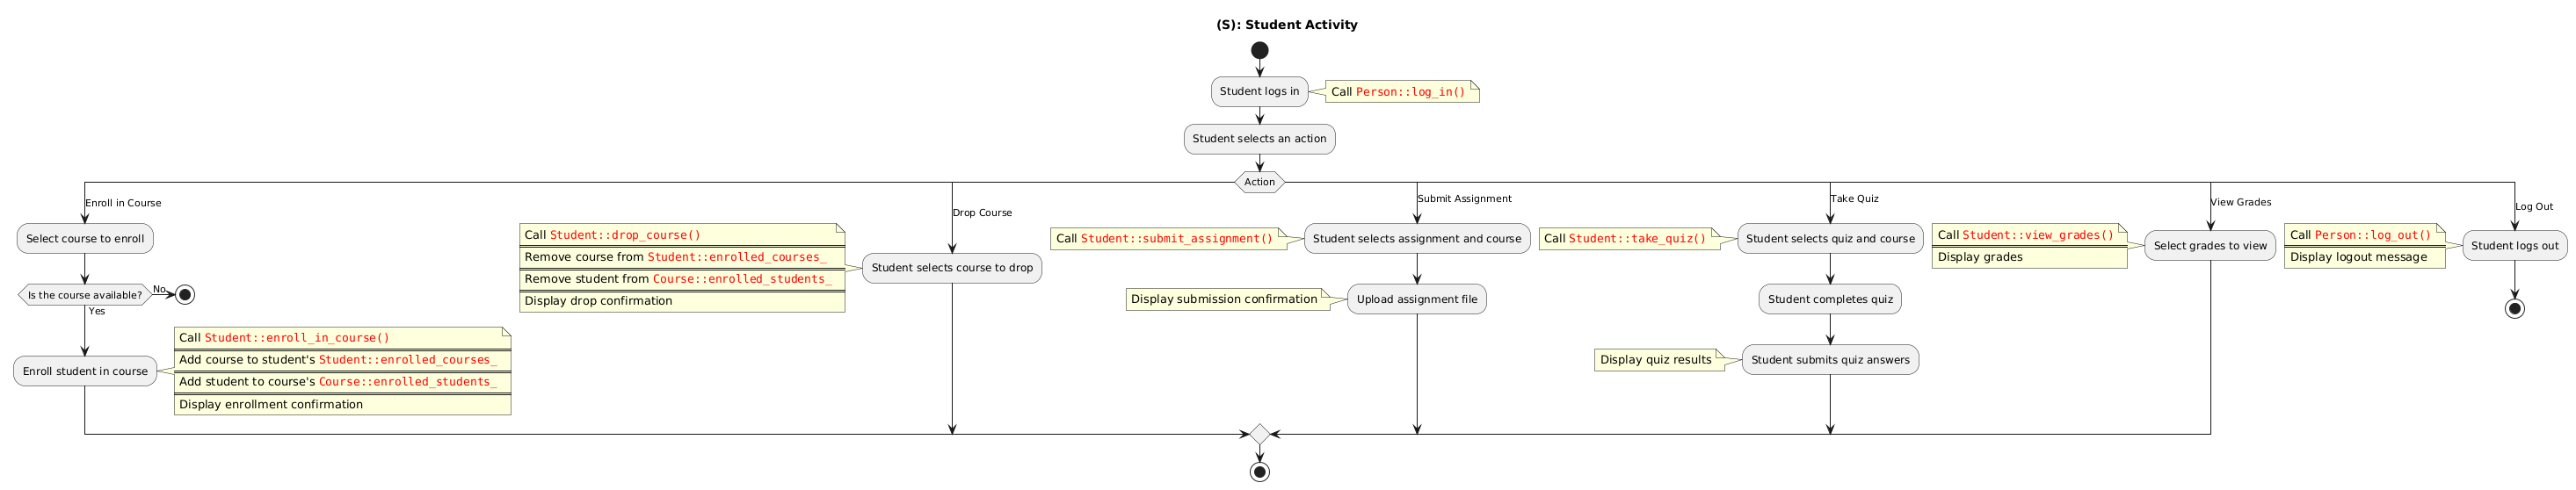 (S): Student Activity
Student logs in
Call Person::log_in()
Student selects an action
Action
Enroll in Course
Select course to enroll
Is the course available?
No
Yes
Enroll student in course
Call Student::enroll_in_course()
Add course to student's Student::enrolled_courses_
Add student to course's Course::enrolled_students_
Display enrollment confirmation
Drop Course
Call Student::drop_course()
Remove course from Student::enrolled_courses_
Remove student from Course::enrolled_students_
Display drop confirmation
Student selects course to drop
Submit Assignment
Call Student::submit_assignment()
Student selects assignment and course
Display submission confirmation
Upload assignment file
Take Quiz
Call Student::take_quiz()
Student selects quiz and course
Student completes quiz
Display quiz results
Student submits quiz answers
View Grades
Call Student::view_grades()
Display grades
Select grades to view
Log Out
Call Person::log_out()
Display logout message
Student logs out